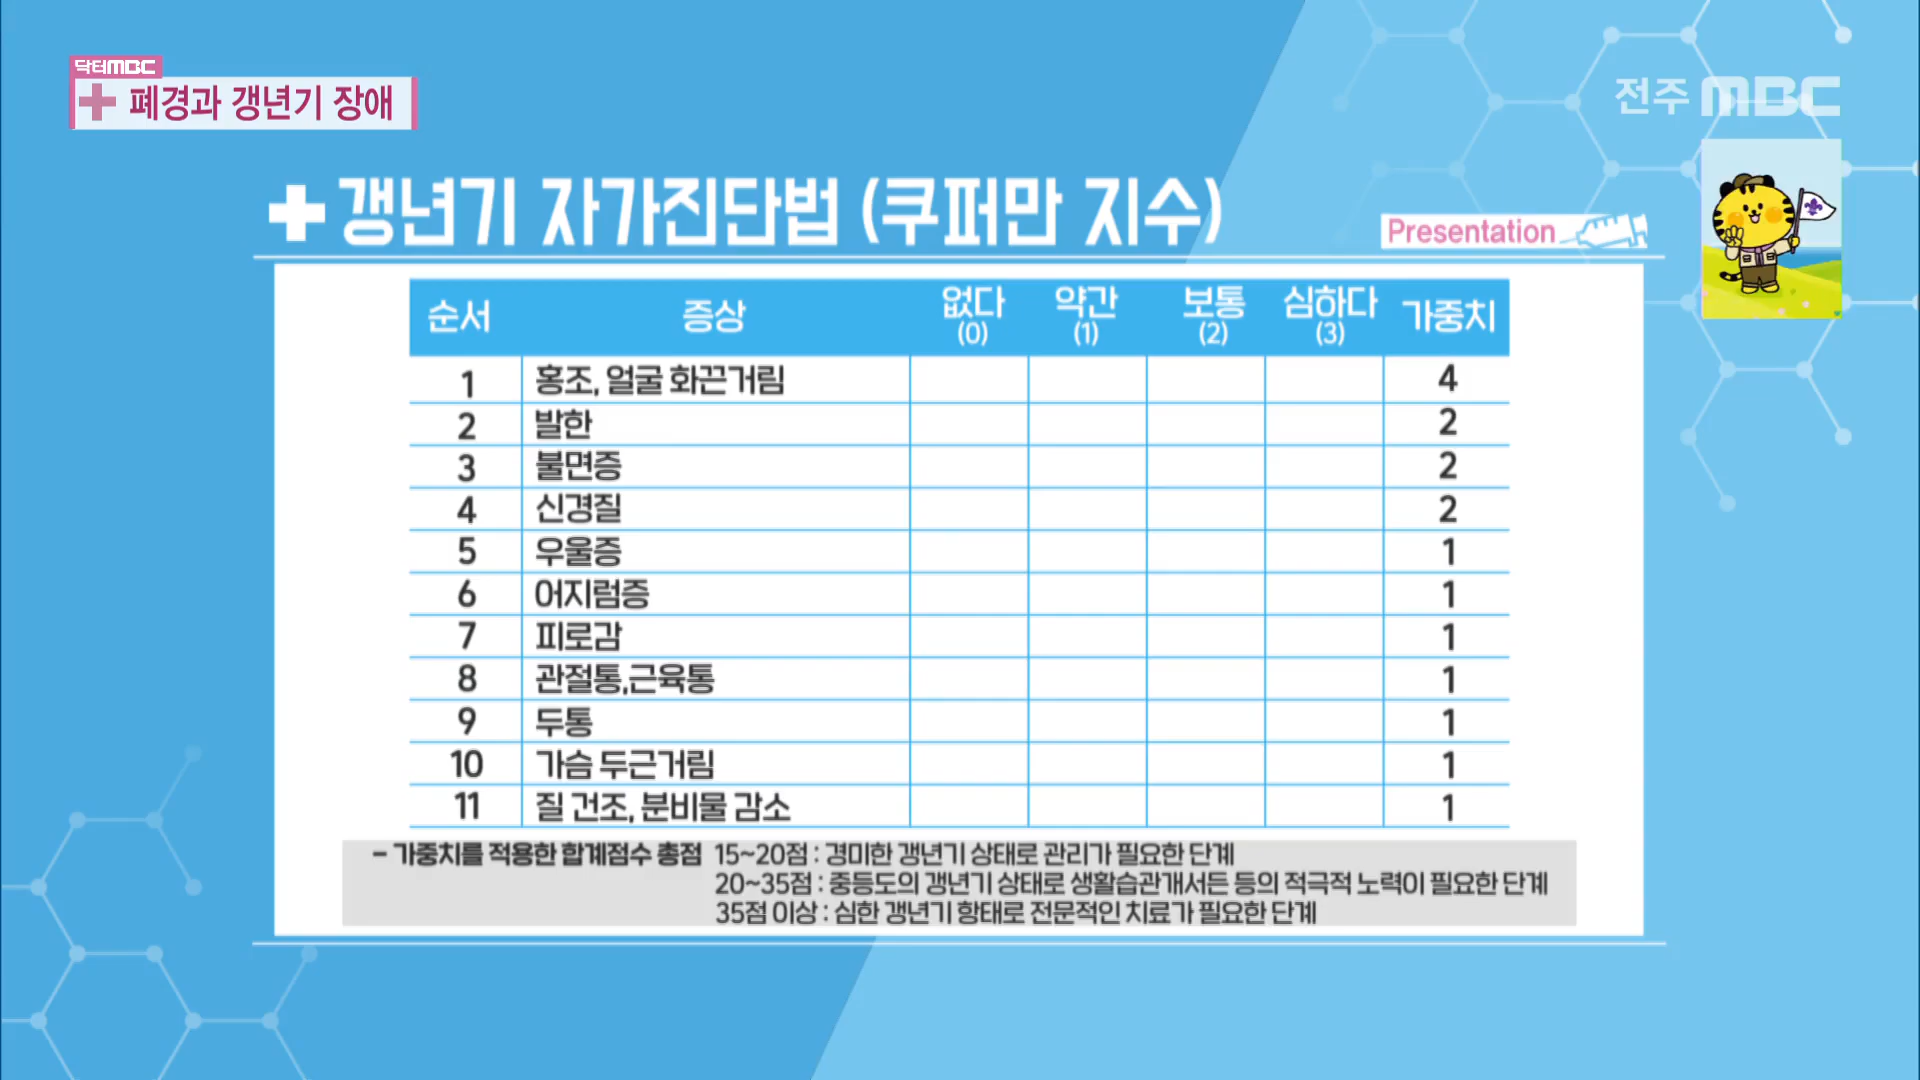 닥터MBC
폐경과 갱년기 장애
전주 MBC
갱년기 자가진단법 (쿠퍼만 지수)
Presentation
순서 증상 없다 (0) 약간 (1) 보통 (2) 심하다 (3) 가중치
1 홍조, 얼굴 화끈거림 4
2 발한 2
3 불면증 2
4 신경질 2
5 우울증 1
6 어지럼증 1
7 피로감 1
8 관절통,근육통 1
9 두통 1
10 가슴 두근거림 1
11 질 건조, 분비물 감소 1
- 가중치를 적용한 합계점수 총점 15~20점 : 경미한 갱년기 상태로 관리가 필요한 단계
20~35점 : 중등도의 갱년기 상태로 생활습관개서든 등의 적극적 노력이 필요한 단계
35점 이상 : 심한 갱년기 항태로 전문적인 치료가 필요한 단계